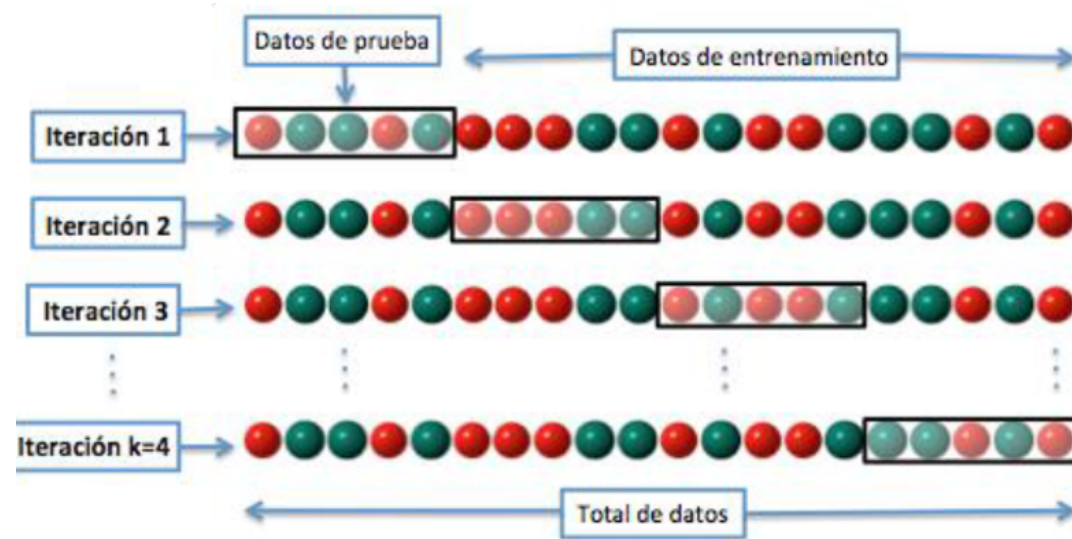 Datos de prueba
Datos de entrenamiento
Iteración 1
Iteración 2
Iteración 3
Iteración k=4
Total de datos